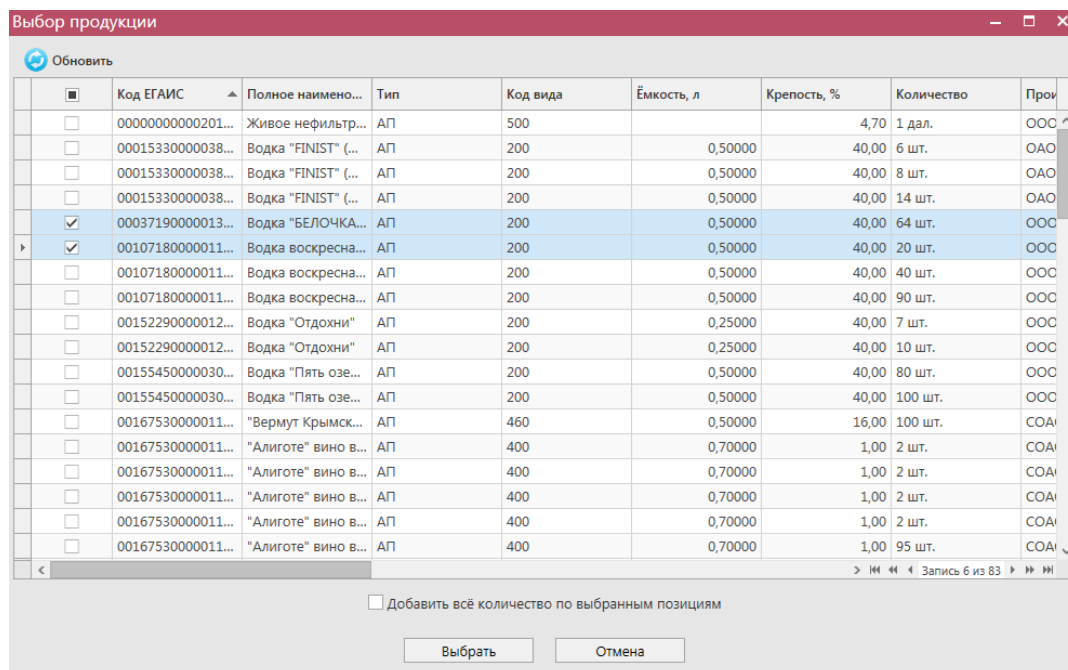 Выбор продукции
Обновить
Код ЕГАИС Полное наимено... Тип Код вида Ёмкость, л Крепость, % Количество Прои
00000000000201... Живое нефильтр... АП 500 4,70 1 дал. ООО
00015330000038... Водка "FINIST" (... АП 200 0,50000 40,00 6 шт. ОАО
00015330000038... Водка "FINIST" (... АП 200 0,50000 40,00 8 шт. ОАО
00015330000038... Водка "FINIST" (... АП 200 0,50000 40,00 14 шт. ОАО
00037190000013... Водка "БЕЛОЧКА... АП 200 0,50000 40,00 64 шт. ООО
00107180000011... Водка воскресна... АП 200 0,50000 40,00 20 шт. ООО
00107180000011... Водка воскресна... АП 200 0,50000 40,00 40 шт. ООО
00107180000011... Водка воскресна... АП 200 0,50000 40,00 90 шт. ООО
00152290000012... Водка "Отдохни" АП 200 0,25000 40,00 7 шт. ООО
00152290000012... Водка "Отдохни" АП 200 0,25000 40,00 10 шт. ООО
00155450000030... Водка "Пять озе... АП 200 0,50000 40,00 80 шт. ООО
00155450000030... Водка "Пять озе... АП 200 0,50000 40,00 100 шт. ООО
00167530000011... "Вермут Крымск... АП 460 0,50000 16,00 100 шт. СОА
00167530000011... "Алиготе" вино в... АП 400 0,70000 1,00 2 шт. СОА
00167530000011... "Алиготе" вино в... АП 400 0,70000 1,00 2 шт. СОА
00167530000011... "Алиготе" вино в... АП 400 0,70000 1,00 2 шт. СОА
00167530000011... "Алиготе" вино в... АП 400 0,70000 1,00 2 шт. СОА
00167530000011... "Алиготе" вино в... АП 400 0,70000 1,00 95 шт. СОА
Запись 6 из 83
Добавить всё количество по выбранным позициям
Выбрать Отмена